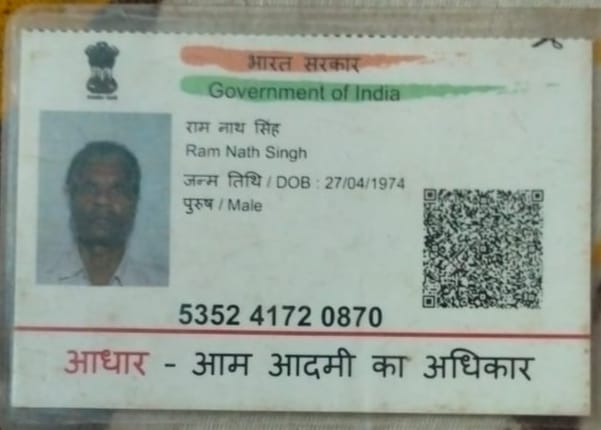 भारत सरकार
Government of India
राम नाथ सिंह
Ram Nath Singh
जन्म तिथि / DOB : 27/04/1974
पुरुष / Male
5352 4172 0870
आधार - आम आदमी का अधिकार